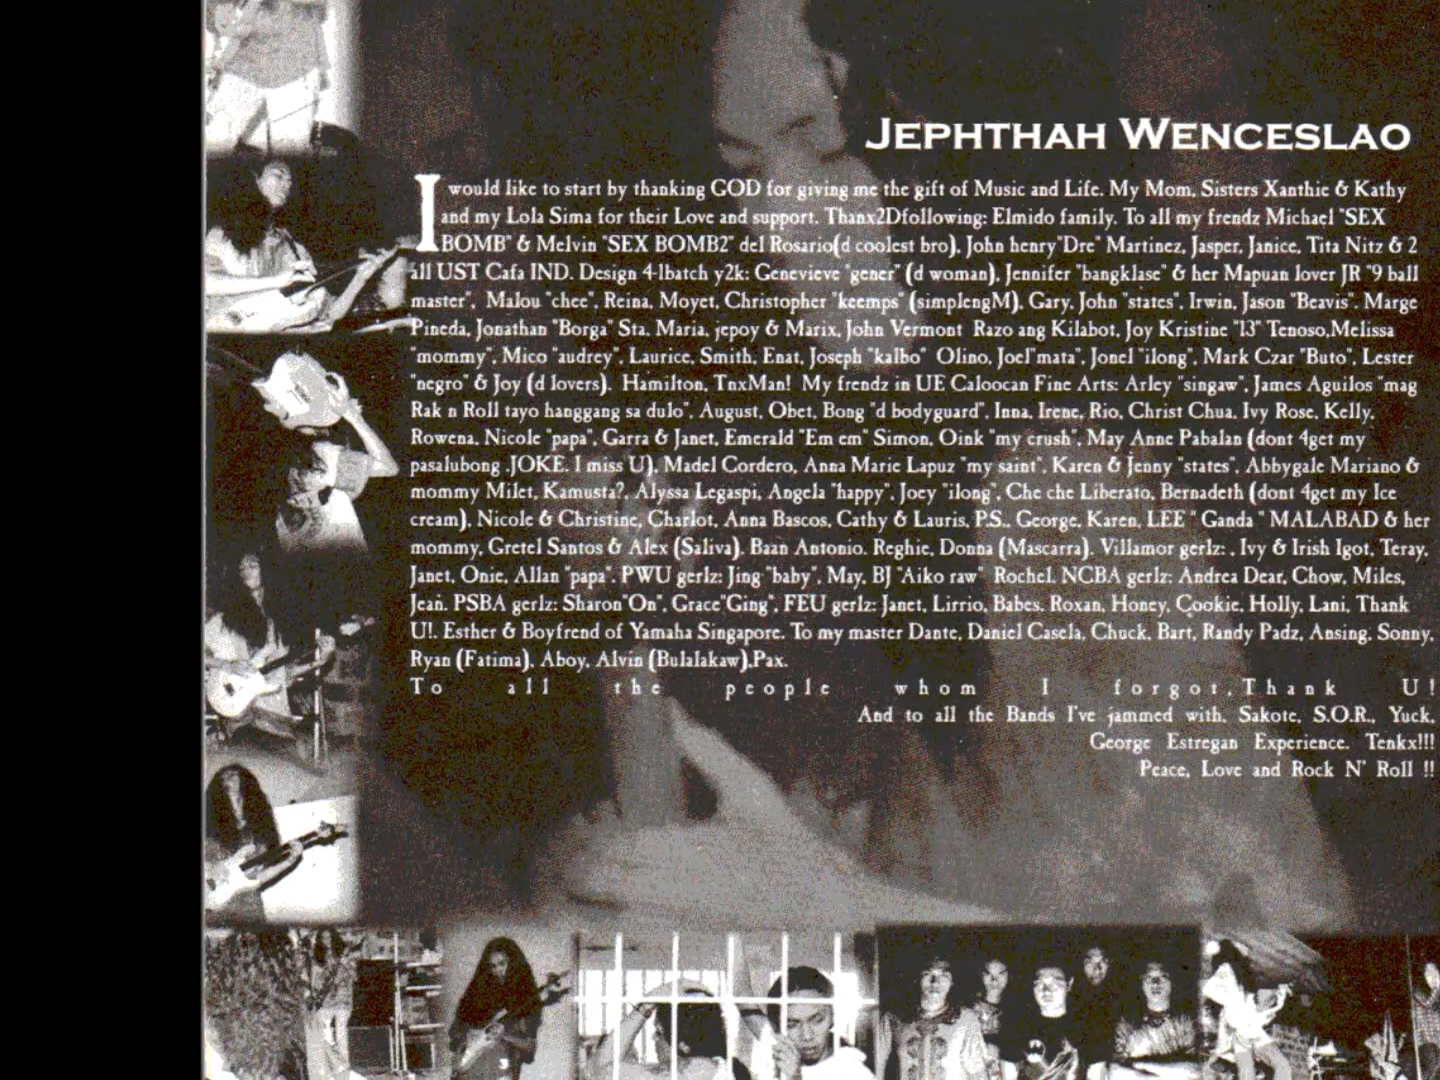 JEPHTHAH WENCESLAO
I would like to start by thanking GOD for giving me the gift of Music and Life. My Mom, Sisters Xanthie & Kathy
and my Lola Sima for their Love and support. Thanx2Dfollowing: Elmido family. To all my frendz Michael "SEX
BOMB" & Melvin "SEX BOMB2" del Rosario(d coolest bro), John henry"Dre" Martinez, Jasper, Janice, Tita Nitz & 2
all UST Cafa IND. Design 4-1batch y2k: Genevieve "gener" (d woman), Jennifer "bangklase" & her Mapuan lover JR "9 ball
master", Malou "chee", Reina, Moyet, Christopher "keemps" (simplengM), Gary, John "states", Irwin, Jason "Beavis". Marge
Pineda, Jonathan "Borga" Sta. Maria, jepoy & Marix, John Vermont Razo ang Kilabot, Joy Kristine "13" Tenoso,Melissa
"mommy", Mico "audrey", Laurice, Smith, Enat, Joseph "kalbo" Olino, Joel"mata", Jonel "ilong", Mark Czar "Buto", Lester
"negro" & Joy (d lovers). Hamilton, TnxMan! My frendz in UE Caloocan Fine Arts: Arley "singaw", James Aguilos "mag
Rak n Roll tayo hanggang sa dulo", August, Obet, Bong "d bodyguard", Inna, Irene, Rio, Christ Chua, Ivy Rose, Kelly,
Rowena, Nicole "papa", Garra & Janet, Emerald "Em em" Simon, Oink "my crush", May Anne Pabalan (dont 4get my
pasalubong .JOKE. I miss U), Madel Cordero, Anna Marie Lapuz "my saint", Karen & Jenny "states", Abbygale Mariano &
mommy Milet, Kamusta?, Alyssa Legaspi, Angela "happy", Joey "ilong", Che che Liberato, Bernadeth (dont 4get my Ice
cream), Nicole & Christine, Charlot, Anna Bascos, Cathy & Lauris, P.S., George, Karen, LEE " Ganda " MALABAD & her
mommy, Gretel Santos & Alex (Saliva). Baan Antonio. Reghie, Donna (Mascarra). Villamor gerlz: , Ivy & Irish Igot, Teray,
Janet, Onie, Allan "papa". PWU gerlz: Jing-"baby", May, BJ "Aiko raw" Rochel. NCBA gerlz: Andrea Dear, Chow, Miles,
Jean. PSBA gerlz: Sharon"On", Grace"Ging", FEU gerlz: Janet, Lirrio, Babes. Roxan, Honey, Cookie, Holly, Lani, Thank
U!. Esther & Boyfrend of Yamaha Singapore. To my master Dante, Daniel Casela, Chuck, Bart, Randy Padz, Ansing. Sonny,
Ryan (Fatima). Aboy, Alvin (Bulalakaw),Pax.
To all the people whom I forgot,Thank U!
And to all the Bands I've jammed with, Sakote, S.O.R., Yuck,
George Estregan Experience. Tenkx!!!
Peace, Love and Rock N' Roll !!